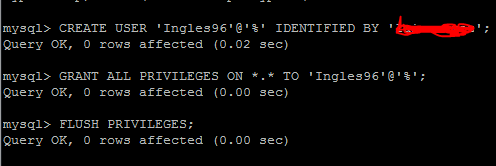 mysql> CREATE USER 'Ingles96'@'%' IDENTIFIED BY '';
Query OK, 0 rows affected (0.02 sec)
mysql> GRANT ALL PRIVILEGES ON *.* TO 'Ingles96'@'%';
Query OK, 0 rows affected (0.00 sec)
mysql> FLUSH PRIVILEGES;
Query OK, 0 rows affected (0.00 sec)